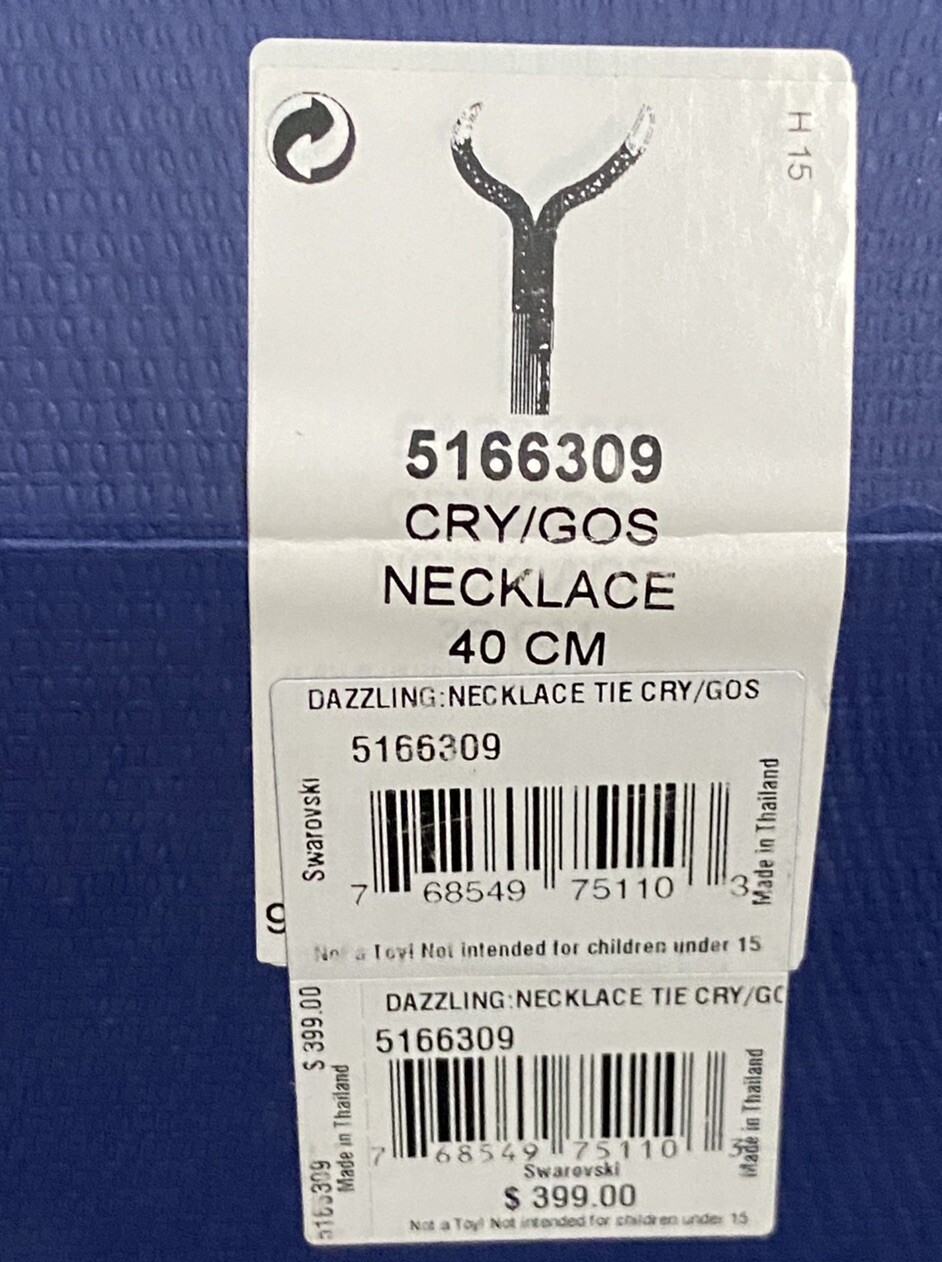 H 15
5166309
CRY/GOS
NECKLACE
40 CM
DAZZLING:NECKLACE TIE CRY/GOS
5166309
Swarovski
Made in Thailand
7 68549 75110 3
9
Not a Toy! Not intended for children under 15
$ 399.00
Made in Thailand
5166309
DAZZLING:NECKLACE TIE CRY/GO
5166309
Made in Thailand
7 68549 75110 3
Swarovski
$ 399.00
Not a Toy! Not intended for children under 15